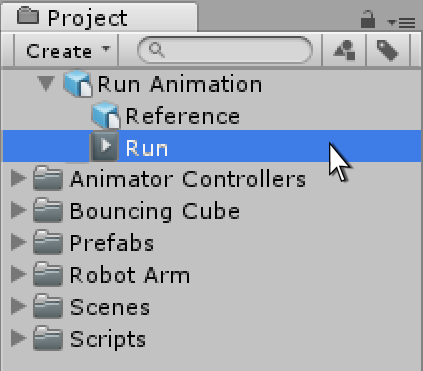 Project
Create
Run Animation
Reference
Run
Animator Controllers
Bouncing Cube
Prefabs
Robot Arm
Scenes
Scripts